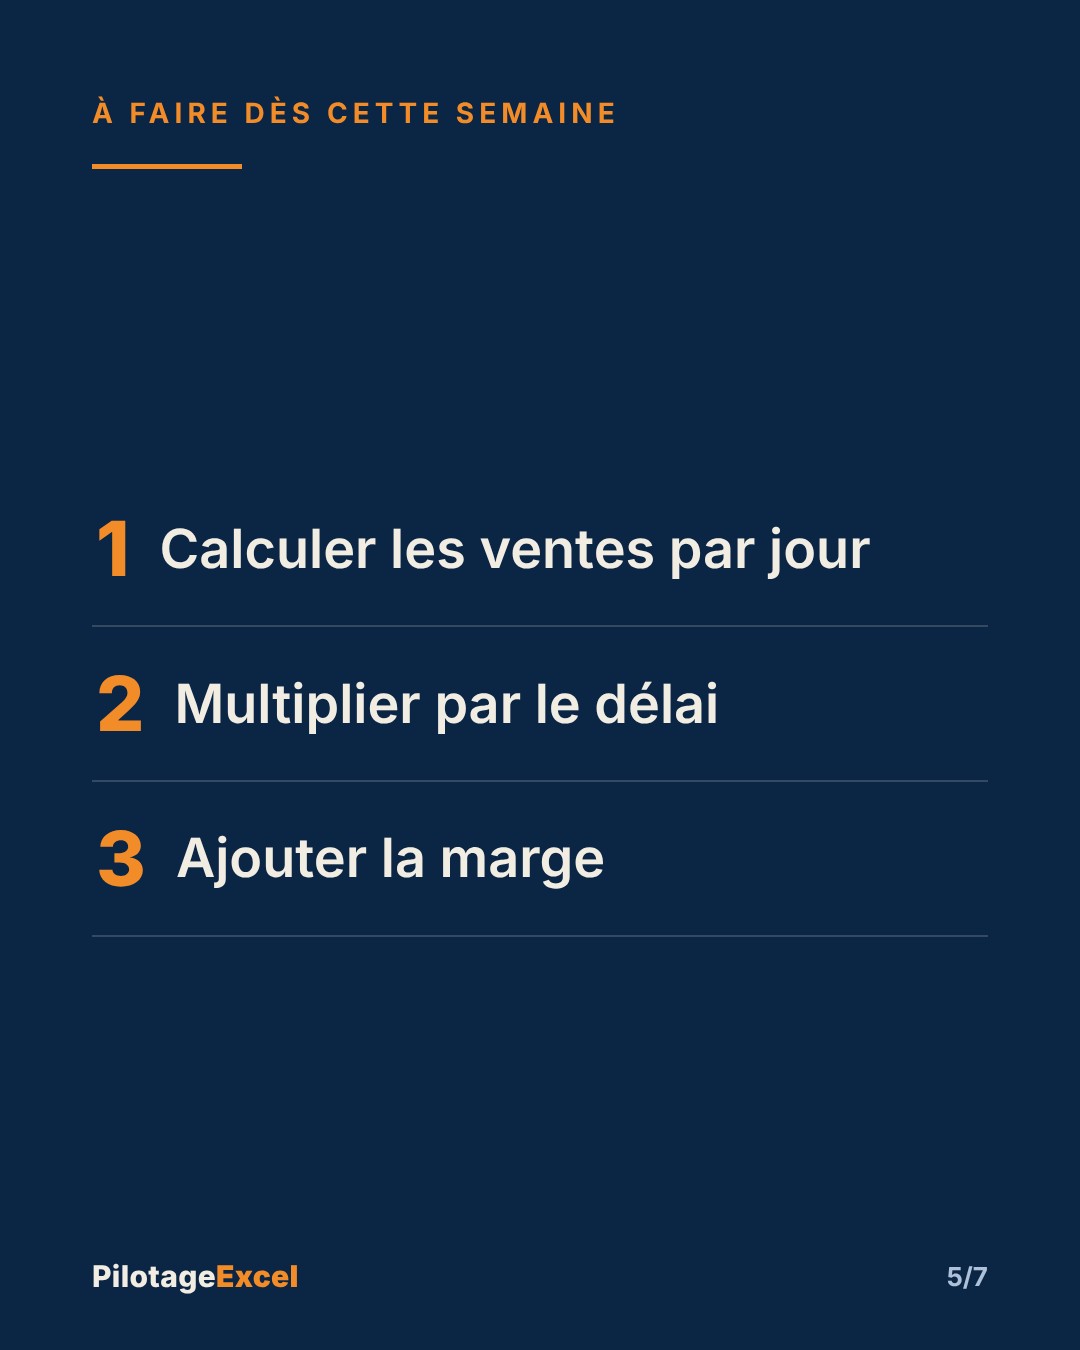 À FAIRE DÈS CETTE SEMAINE
1 Calculer les ventes par jour
2 Multiplier par le délai
3 Ajouter la marge
PilotageExcel
5/7